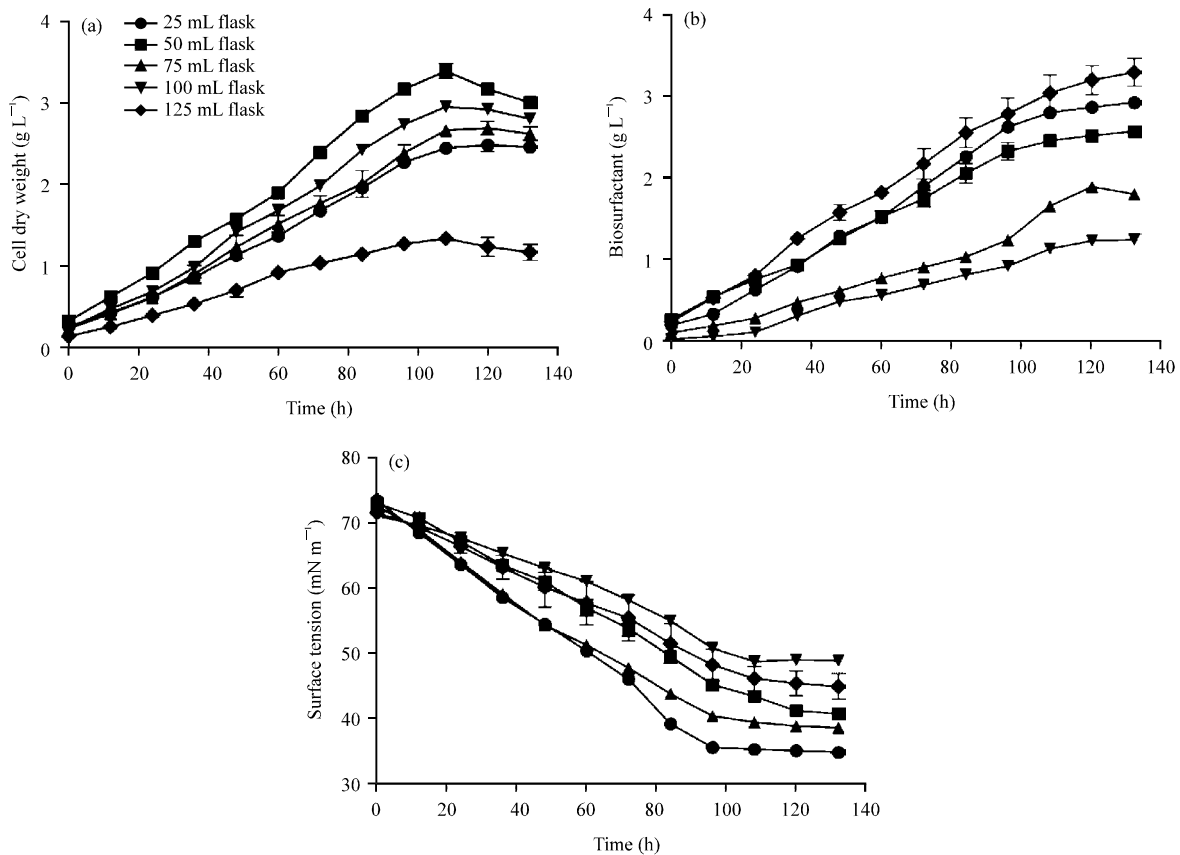 (a)
25 mL flask
50 mL flask
75 mL flask
100 mL flask
125 mL flask
Cell dry weight (g L⁻¹)
4
3
2
1
0
0 20 40 60 80 100 120 140
Time (h)
(b)
Biosurfactant (g L⁻¹)
4
3
2
1
0
0 20 40 60 80 100 120 140
Time (h)
(c)
Surface tension (mN m⁻¹)
80
70
60
50
40
30
0 20 40 60 80 100 120 140
Time (h)